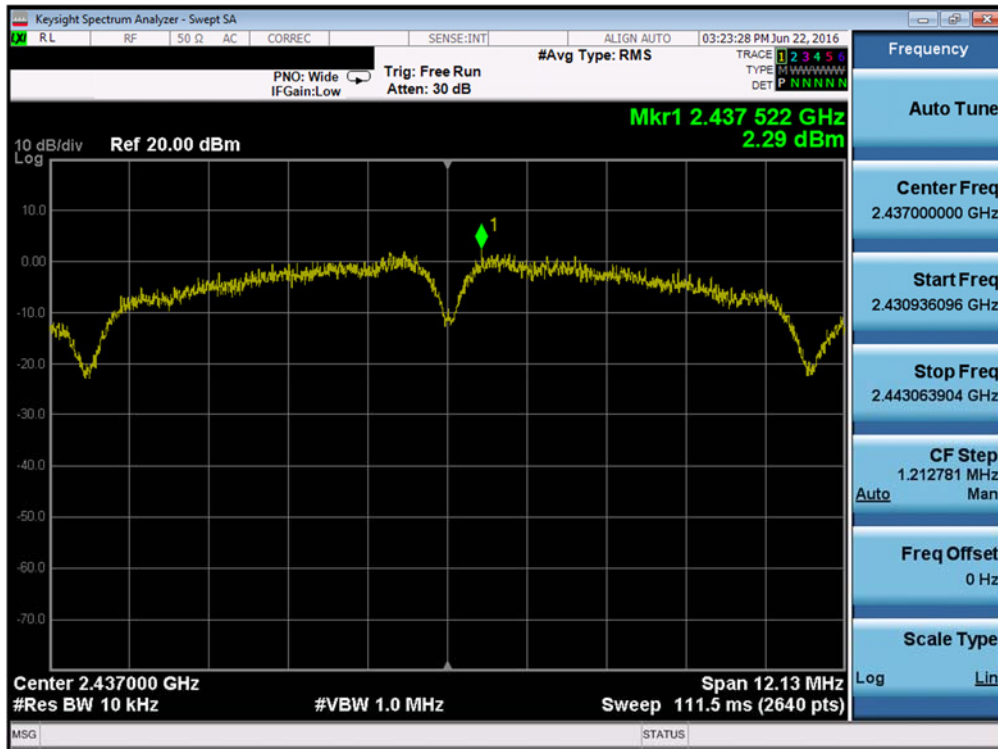 Keysight Spectrum Analyzer - Swept SA
LXI RL RF 50 Ω AC CORREC SENSE:INT ALIGN AUTO 03:23:28 PM Jun 22, 2016
PNO: Wide
IFGain:Low
Trig: Free Run
Atten: 30 dB
#Avg Type: RMS
TRACE 1 2 3 4 5 6
TYPE M WWWWW
DET P N N N N N
Mkr1 2.437 522 GHz
2.29 dBm
10 dB/div Ref 20.00 dBm
Log
1
10.0
0.00
-10.0
-20.0
-30.0
-40.0
-50.0
-60.0
-70.0
Center 2.437000 GHz Span 12.13 MHz
#Res BW 10 kHz #VBW 1.0 MHz Sweep 111.5 ms (2640 pts)
MSG STATUS
Frequency
Auto Tune
Center Freq
2.437000000 GHz
Start Freq
2.430936096 GHz
Stop Freq
2.443063904 GHz
CF Step
1.212781 MHz
Auto Man
Freq Offset
0 Hz
Scale Type
Log Lin